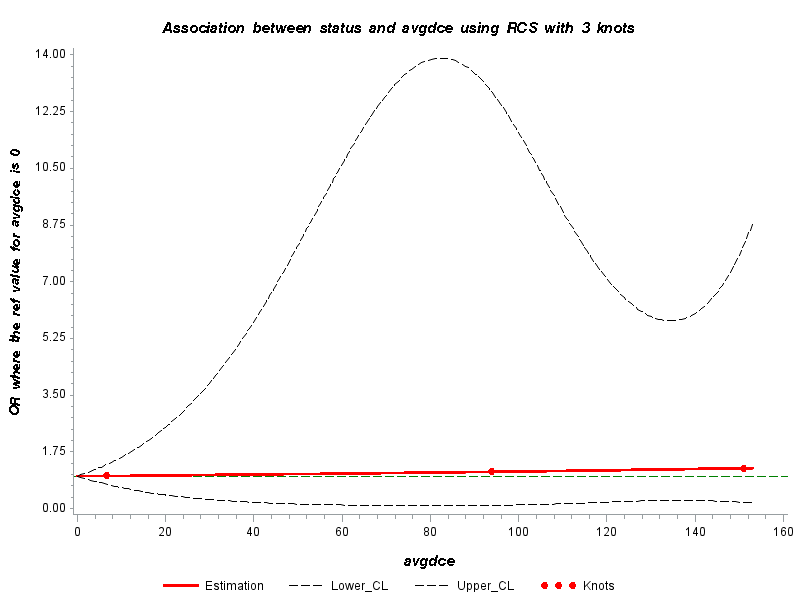 Association between status and avgdce using RCS with 3 knots
OR where the ref value for avgdce is 0
14.00
12.25
10.50
8.75
7.00
5.25
3.50
1.75
0.00
0 20 40 60 80 100 120 140 160
avgdce
Estimation Lower_CL Upper_CL Knots